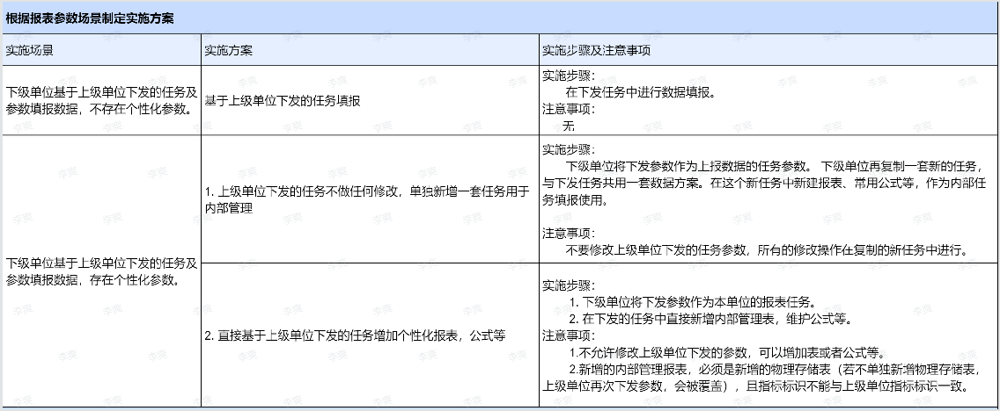 根据报表参数场景制定实施方案
实施场景
实施方案
实施步骤及注意事项
下级单位基于上级单位下发的任务及
参数填报数据，不存在个性化参数。
基于上级单位下发的任务填报
实施步骤：
在下发任务中进行数据填报。
注意事项：
无
下级单位基于上级单位下发的任务及
参数填报数据，存在个性化参数。
1. 上级单位下发的任务不做任何修改，单独新增一套任务用于
内部管理
实施步骤：
下级单位将下发参数作为上报数据的任务参数。 下级单位再复制一套新的任务，
与下发任务共用一套数据方案。在这个新任务中新建报表、常用公式等，作为内部任
务填报使用。
注意事项：
不要修改上级单位下发的任务参数，所有的修改操作在复制的新任务中进行。
2. 直接基于上级单位下发的任务增加个性化报表，公式等
实施步骤：
1. 下级单位将下发参数作为本单位的报表任务。
2. 在下发的任务中直接新增内部管理表，维护公式等。
注意事项：
1.不允许修改上级单位下发的参数，可以增加表或者公式等。
2.新增的内部管理报表，必须是新增的物理存储表（若不单独新增物理存储表，
上级单位再次下发参数，会被覆盖），且指标标识不能与上级单位指标标识一致。